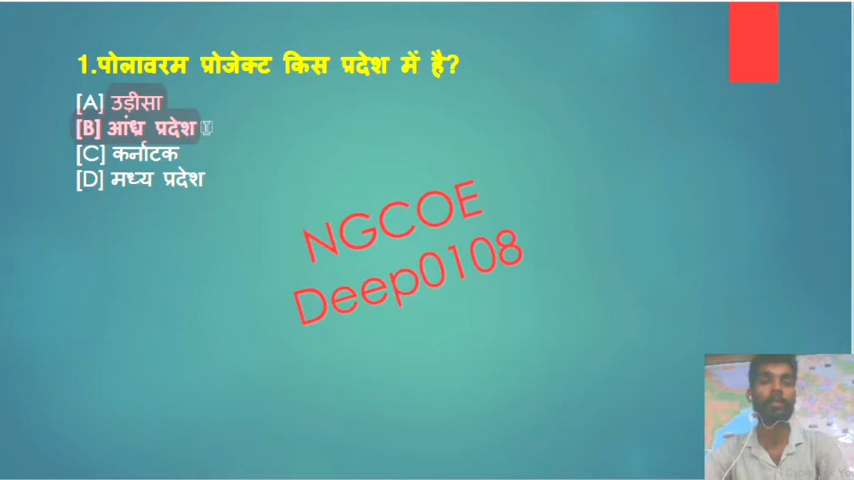 1.पोलावरम प्रोजेक्ट किस प्रदेश में है?
[A] उड़ीसा
[B] आंध्र प्रदेश
[C] कर्नाटक
[D] मध्य प्रदेश
NGCOE
Deep0108